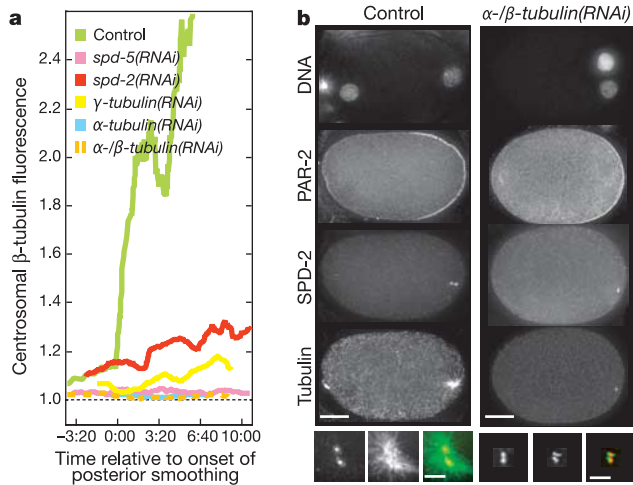 a
Centrosomal β-tubulin fluorescence
2.4
2.2
2.0
1.8
1.6
1.4
1.2
1.0
Control
spd-5(RNAi)
spd-2(RNAi)
γ-tubulin(RNAi)
α-tubulin(RNAi)
α-/β-tubulin(RNAi)
−3:20 0:00 3:20 6:40 10:00
Time relative to onset of
posterior smoothing
b
Control α-/β-tubulin(RNAi)
DNA
PAR-2
SPD-2
Tubulin